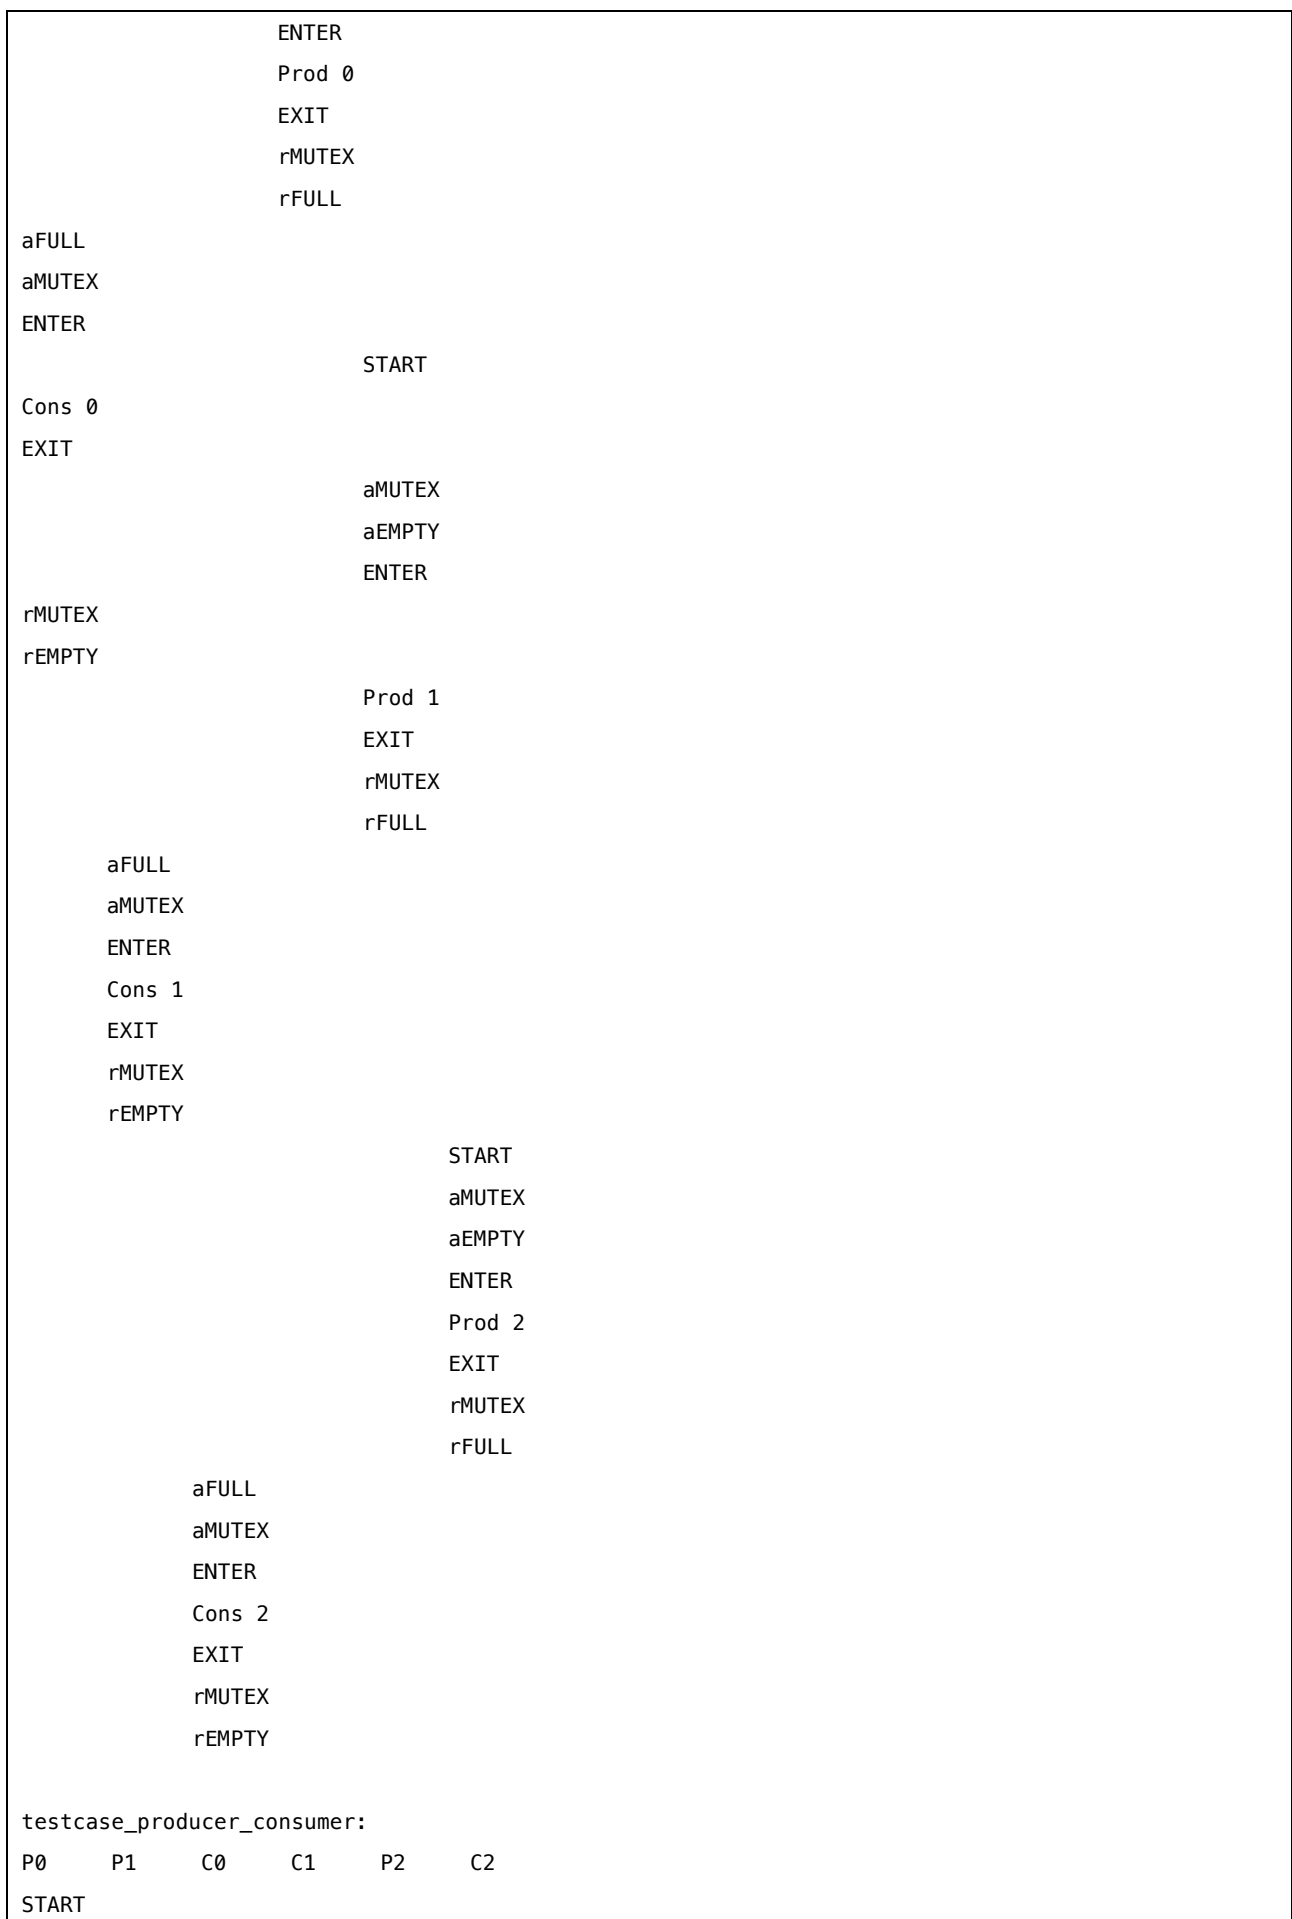 ENTER
Prod 0
EXIT
rMUTEX
rFULL
aFULL
aMUTEX
ENTER
START
Cons 0
EXIT
aMUTEX
aEMPTY
ENTER
rMUTEX
rEMPTY
Prod 1
EXIT
rMUTEX
rFULL
aFULL
aMUTEX
ENTER
Cons 1
EXIT
rMUTEX
rEMPTY
START
aMUTEX
aEMPTY
ENTER
Prod 2
EXIT
rMUTEX
rFULL
aFULL
aMUTEX
ENTER
Cons 2
EXIT
rMUTEX
rEMPTY
testcase_producer_consumer:
P0 P1 C0 C1 P2 C2
START